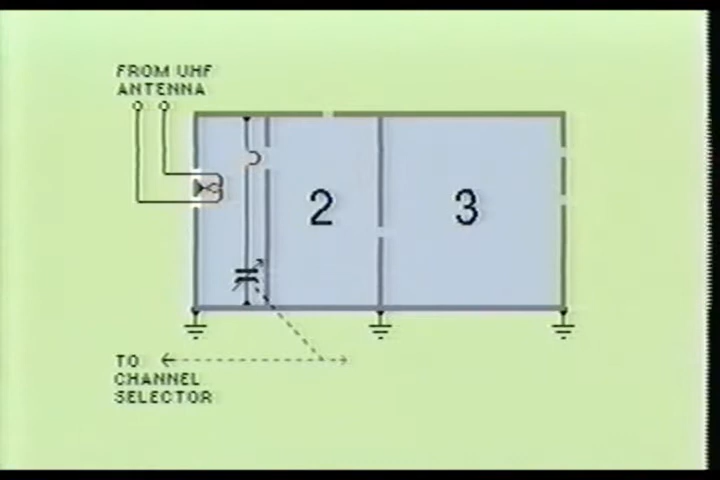 FROM UHF
ANTENNA
2
3
TO
CHANNEL
SELECTOR